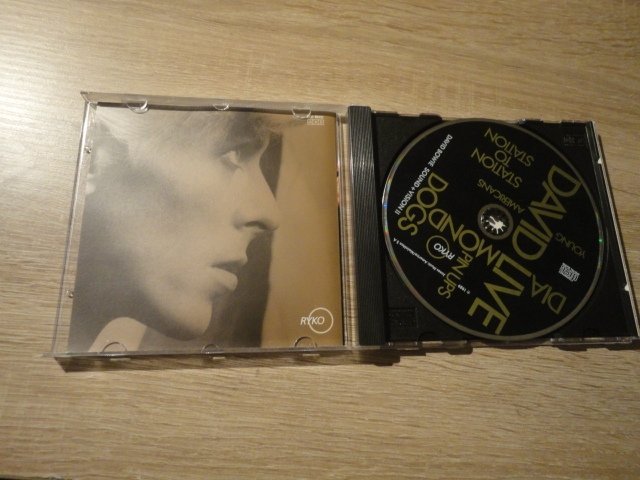 RYKO
DAVID BOWIE SOUND + VISION II
STATION
TO
STATION
YOUNG
AMERICANS
DAVID LIVE
DIAMOND
DOGS
PIN UPS
RYKO